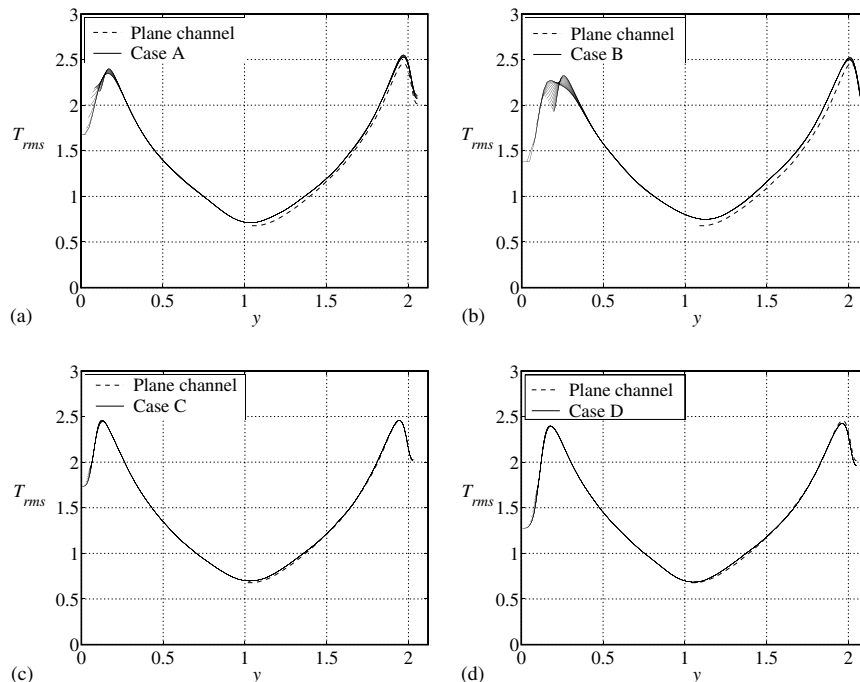 3
2.5
2
1.5
1
0.5
0
T_rms
Plane channel
Case A
0 0.5 1 1.5 2
(a) y
3
2.5
2
1.5
1
0.5
0
T_rms
Plane channel
Case B
0 0.5 1 1.5 2
(b) y
3
2.5
2
1.5
1
0.5
0
T_rms
Plane channel
Case C
0 0.5 1 1.5 2
(c) y
3
2.5
2
1.5
1
0.5
0
T_rms
Plane channel
Case D
0 0.5 1 1.5 2
(d) y